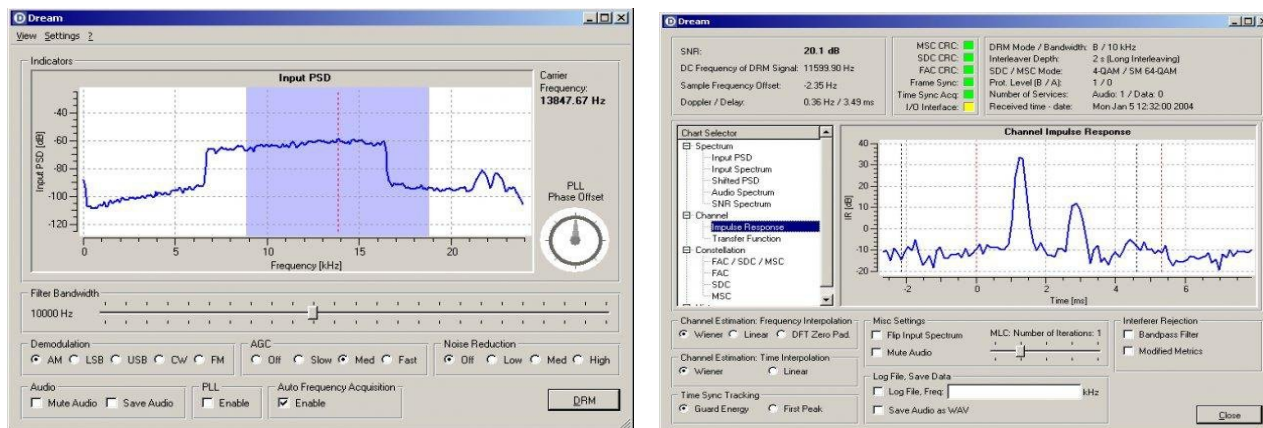 Dream
View Settings ?
Indicators
Input PSD
Carrier
Frequency:
13847.67 Hz
Input PSD [dB]
-40
-60
-80
-100
-120
0 5 10 15 20
Frequency [kHz]
PLL
Phase Offset
Filter Bandwidth
10000 Hz
Demodulation
AM LSB USB CW FM
AGC
Off Slow Med Fast
Noise Reduction
Off Low Med High
Audio
Mute Audio Save Audio
PLL
Enable
Auto Frequency Acquisition
Enable
DRM
Dream
SNR: 20.1 dB
DC Frequency of DRM Signal: 11599.90 Hz
Sample Frequency Offset: -2.35 Hz
Doppler / Delay: 0.36 Hz / 3.49 ms
MSC CRC:
SDC CRC:
FAC CRC:
Frame Sync:
Time Sync Acq:
I/O Interface:
DRM Mode / Bandwidth: B / 10 kHz
Interleaver Depth: 2 s (Long Interleaving)
SDC / MSC Mode: 4-QAM / SM 64-QAM
Prot. Level (B / A): 1 / 0
Number of Services: Audio: 1 / Data: 0
Received time - date: Mon Jan 5 12:32:00 2004
Chart Selector
Spectrum
Input PSD
Input Spectrum
Shifted PSD
Audio Spectrum
SNR Spectrum
Channel
Impulse Response
Transfer Function
Constellation
FAC / SDC / MSC
FAC
SDC
MSC
Channel Impulse Response
IR [dB]
40
30
20
10
0
-10
-20
-2 0 2 4 6
Time [ms]
Channel Estimation: Frequency Interpolation
Wiener Linear DFT Zero Pad.
Channel Estimation: Time Interpolation
Wiener Linear
Time Sync Tracking
Guard Energy First Peak
Misc Settings
Flip Input Spectrum
Mute Audio
MLC: Number of Iterations: 1
Log File, Save Data
Log File, Freq: kHz
Save Audio as WAV
Interferer Rejection
Bandpass Filter
Modified Metrics
Close